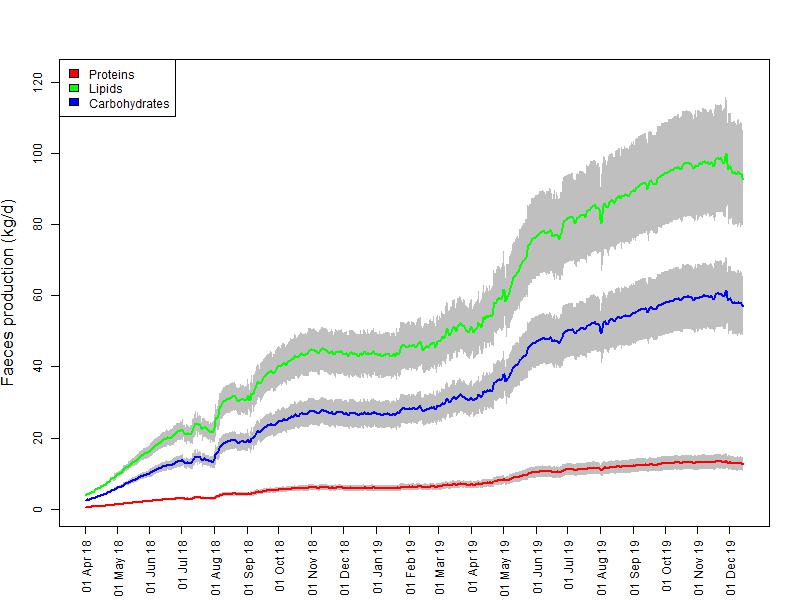 Proteins
Lipids
Carbohydrates
Faeces production (kg/d)
120
100
80
60
40
20
0
01 Apr 18
01 May 18
01 Jun 18
01 Jul 18
01 Aug 18
01 Sep 18
01 Oct 18
01 Nov 18
01 Dec 18
01 Jan 19
01 Feb 19
01 Mar 19
01 Apr 19
01 May 19
01 Jun 19
01 Jul 19
01 Aug 19
01 Sep 19
01 Oct 19
01 Nov 19
01 Dec 19